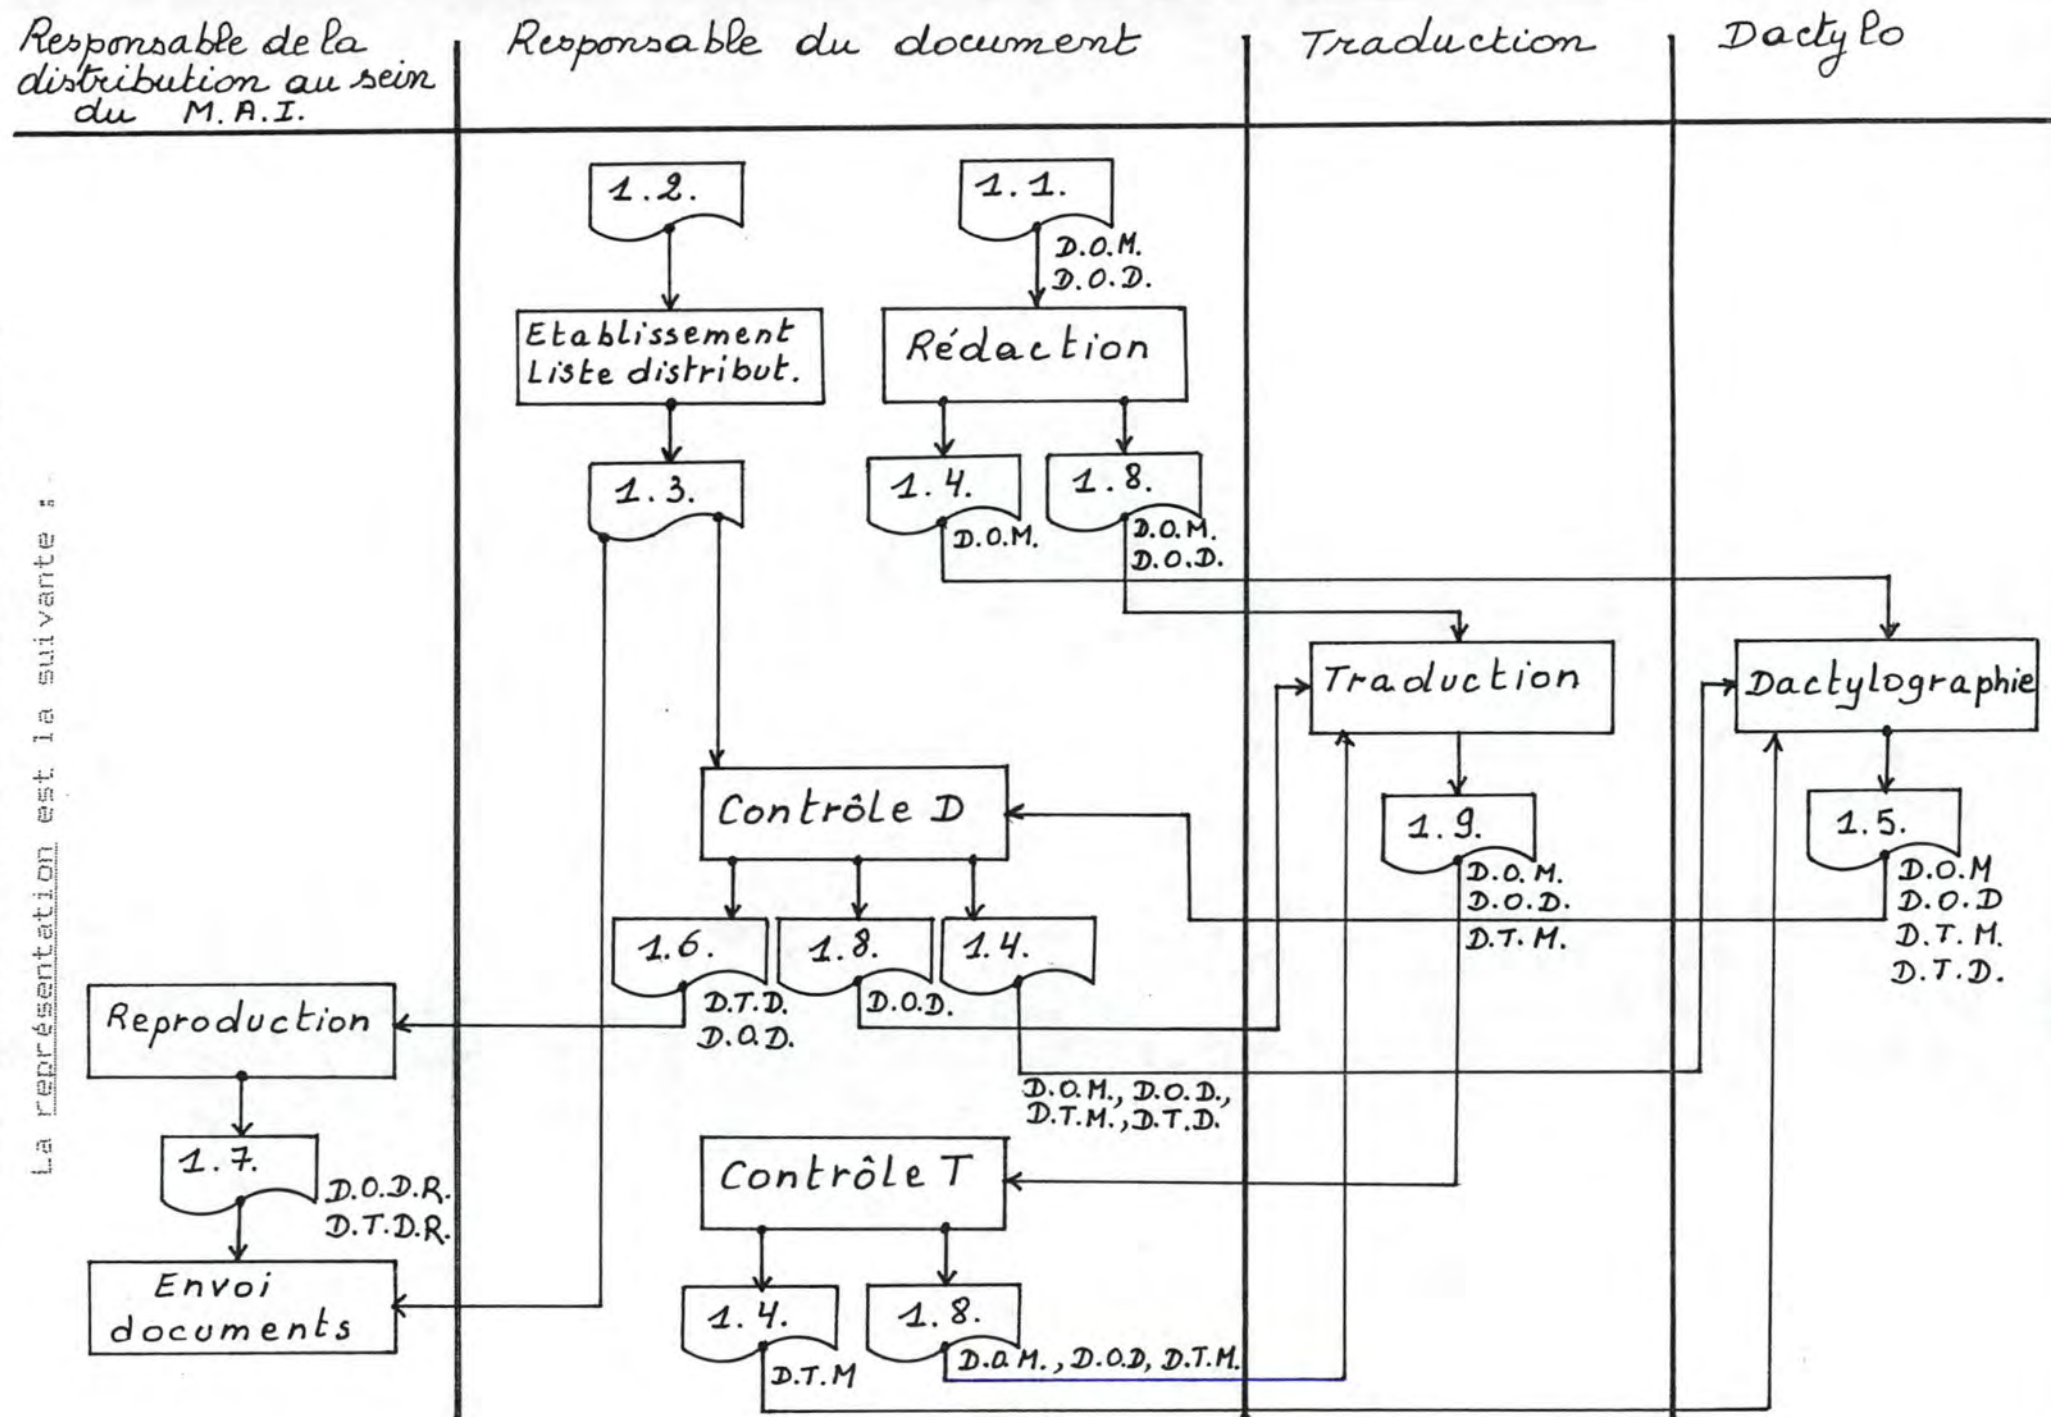 Responsable de la
distribution au sein
du M.A.I.
Responsable du document
Traduction
Dactylo
La représentation est la suivante :
1.2.
1.1.
D.O.M.
D.O.D.
Etablissement
Liste distribut.
Rédaction
1.3.
1.4.
D.O.M.
1.8.
D.O.M.
D.O.D.
Traduction
Dactylographie
Contrôle D
1.9.
D.O.M.
D.O.D.
D.T.M.
1.5.
D.O.M
D.O.D
D.T.M.
D.T.D.
1.6.
D.T.D.
D.O.D.
1.8.
D.O.D.
1.4.
D.O.M., D.O.D.,
D.T.M., D.T.D.
Reproduction
1.7.
D.O.D.R.
D.T.D.R.
Contrôle T
Envoi
documents
1.4.
D.T.M
1.8.
D.O.M., D.O.D, D.T.M.